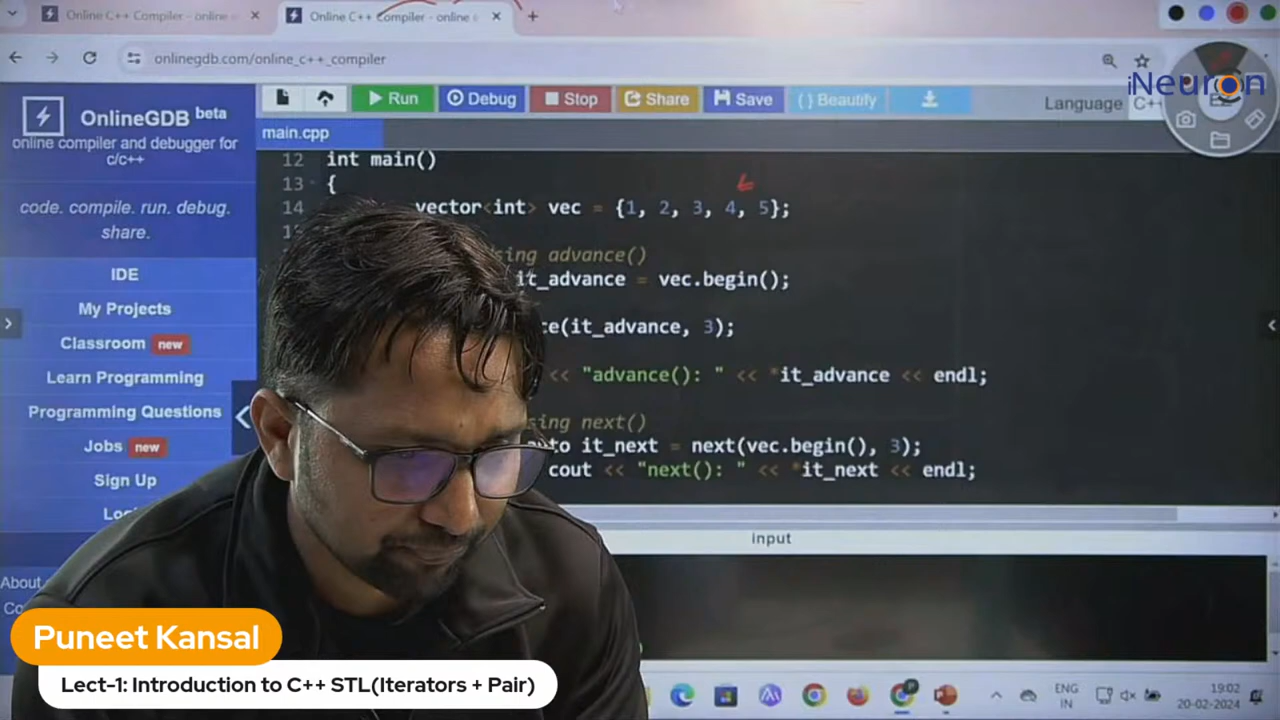 Online C++ Compiler - online e
Online C++ Compiler - online e
onlinegdb.com/online_c++_compiler
iNeuron
OnlineGDB beta
online compiler and debugger for
c/c++
code. compile. run. debug.
share.
IDE
My Projects
Classroom new
Learn Programming
Programming Questions
Jobs new
Sign Up
About
Run Debug Stop Share Save { } Beautify
Language C++
main.cpp
12 int main()
13 {
14 vector<int> vec = {1, 2, 3, 4, 5};
advance()
it_advance = vec.begin();
(it_advance, 3);
<< "advance(): " << *it_advance << endl;
next()
it_next = next(vec.begin(), 3);
cout << "next(): " << *it_next << endl;
input
Puneet Kansal
Lect-1: Introduction to C++ STL(Iterators + Pair)
ENG
IN
19:02
20-02-2024